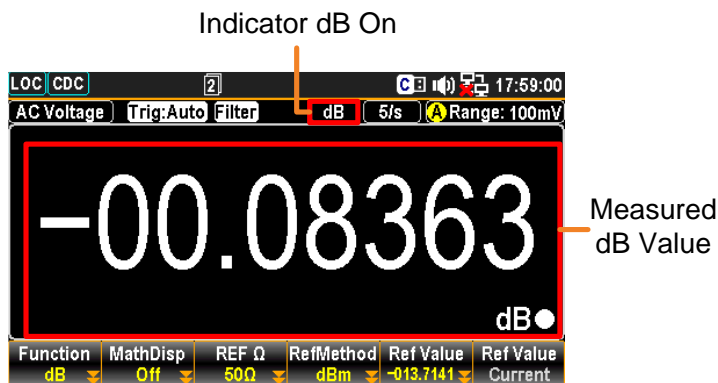 Indicator dB On
LOC CDC 2 C 17:59:00
AC Voltage Trig:Auto Filter dB 5/s A Range: 100mV
-00.08363
Measured
dB Value
dB
Function MathDisp REF Ω RefMethod Ref Value Ref Value
dB Off 50Ω dBm -013.7141 Current